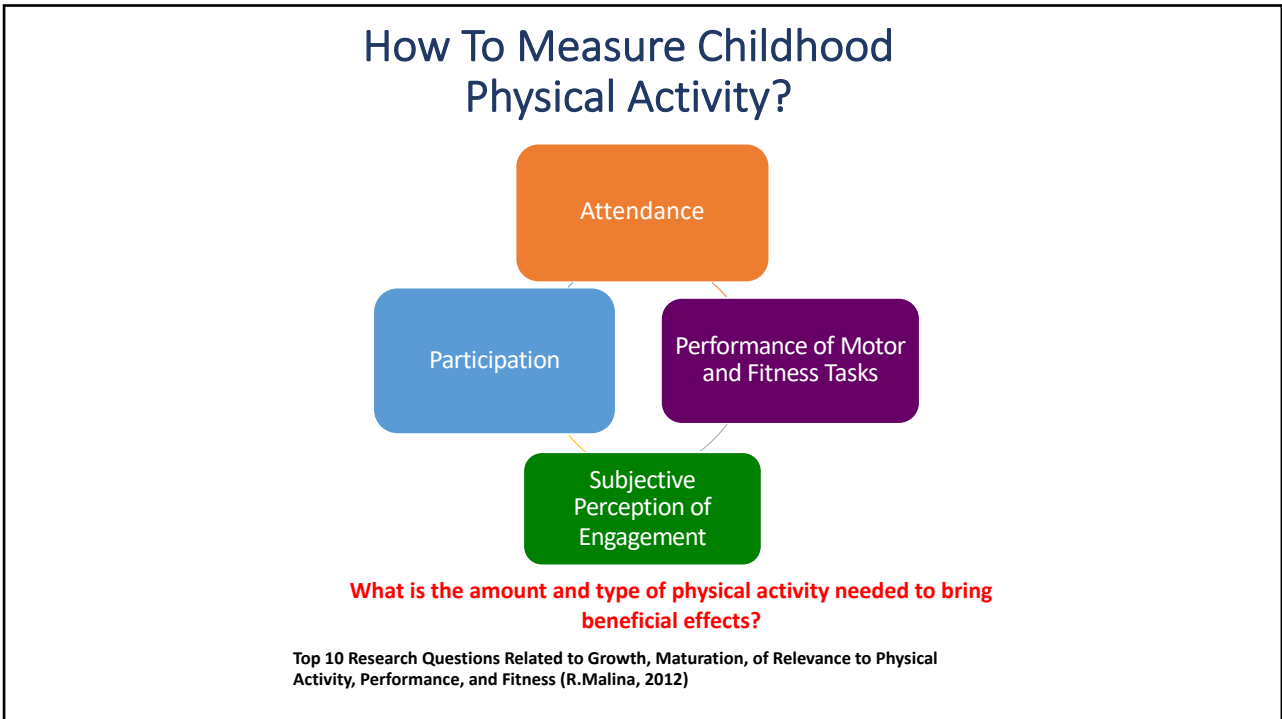 How To Measure Childhood
Physical Activity?
Attendance
Participation
Performance of Motor
and Fitness Tasks
Subjective
Perception of
Engagement
What is the amount and type of physical activity needed to bring
beneficial effects?
Top 10 Research Questions Related to Growth, Maturation, of Relevance to Physical
Activity, Performance, and Fitness (R.Malina, 2012)